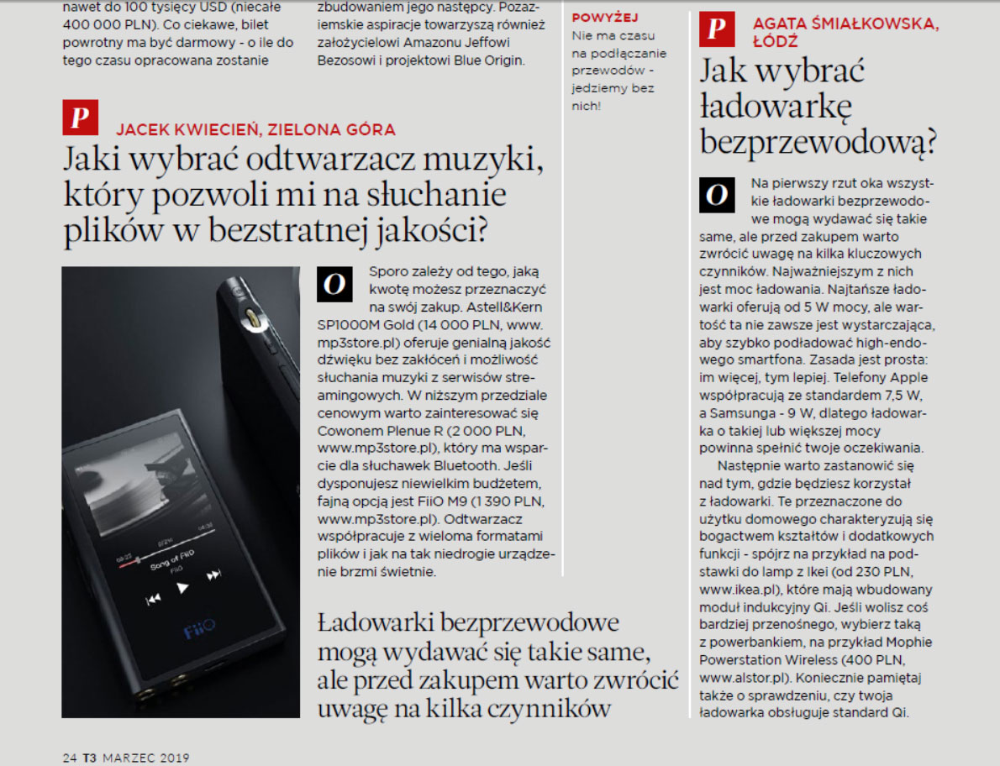 nawet do 100 tysięcy USD (niecałe
400 000 PLN). Co ciekawe, bilet
powrotny ma być darmowy - o ile do
tego czasu opracowana zostanie
zbudowaniem jego następcy. Pozaz-
iemskie aspiracje towarzyszą również
założycielowi Amazonu Jeffowi
Bezosowi i projektowi Blue Origin.
POWYŻEJ
Nie ma czasu
na podłączanie
przewodów -
jedziemy bez
nich!
P
JACEK KWIECIEŃ, ZIELONA GÓRA
Jaki wybrać odtwarzacz muzyki,
który pozwoli mi na słuchanie
plików w bezstratnej jakości?
O
Sporo zależy od tego, jaką
kwotę możesz przeznaczyć
na swój zakup. Astell&Kern
SP1000M Gold (14 000 PLN, www.
mp3store.pl) oferuje genialną jakość
dźwięku bez zakłóceń i możliwość
słuchania muzyki z serwisów stre-
amingowych. W niższym przedziale
cenowym warto zainteresować się
Cowonem Plenue R (2 000 PLN,
www.mp3store.pl), który ma wspar-
cie dla słuchawek Bluetooth. Jeśli
dysponujesz niewielkim budżetem,
fajną opcją jest FiiO M9 (1 390 PLN,
www.mp3store.pl). Odtwarzacz
współpracuje z wieloma formatami
plików i jak na tak niedrogie urządze-
nie brzmi świetnie.
Song of FiiO
FiiO
FiiO
Ładowarki bezprzewodowe
mogą wydawać się takie same,
ale przed zakupem warto zwrócić
uwagę na kilka czynników
P
AGATA ŚMIAŁKOWSKA,
ŁÓDŹ
Jak wybrać
ładowarkę
bezprzewodową?
O
Na pierwszy rzut oka wszyst-
kie ładowarki bezprzewodo-
we mogą wydawać się takie
same, ale przed zakupem warto
zwrócić uwagę na kilka kluczowych
czynników. Najważniejszym z nich
jest moc ładowania. Najtańsze łado-
warki oferują od 5 W mocy, ale war-
tość ta nie zawsze jest wystarczająca,
aby szybko podładować high-endo-
wego smartfona. Zasada jest prosta:
im więcej, tym lepiej. Telefony Apple
współpracują ze standardem 7,5 W,
a Samsunga - 9 W, dlatego ładowar-
ka o takiej lub większej mocy
powinna spełnić twoje oczekiwania.
Następnie warto zastanowić się
nad tym, gdzie będziesz korzystał
z ładowarki. Te przeznaczone do
użytku domowego charakteryzują się
bogactwem kształtów i dodatkowych
funkcji - spójrz na przykład na pod-
stawki do lamp z Ikei (od 230 PLN,
www.ikea.pl), które mają wbudowany
moduł indukcyjny Qi. Jeśli wolisz coś
bardziej przenośnego, wybierz taką
z powerbankiem, na przykład Mophie
Powerstation Wireless (400 PLN,
www.alstor.pl). Koniecznie pamiętaj
także o sprawdzeniu, czy twoja
ładowarka obsługuje standard Qi.
24 T3 MARZEC 2019